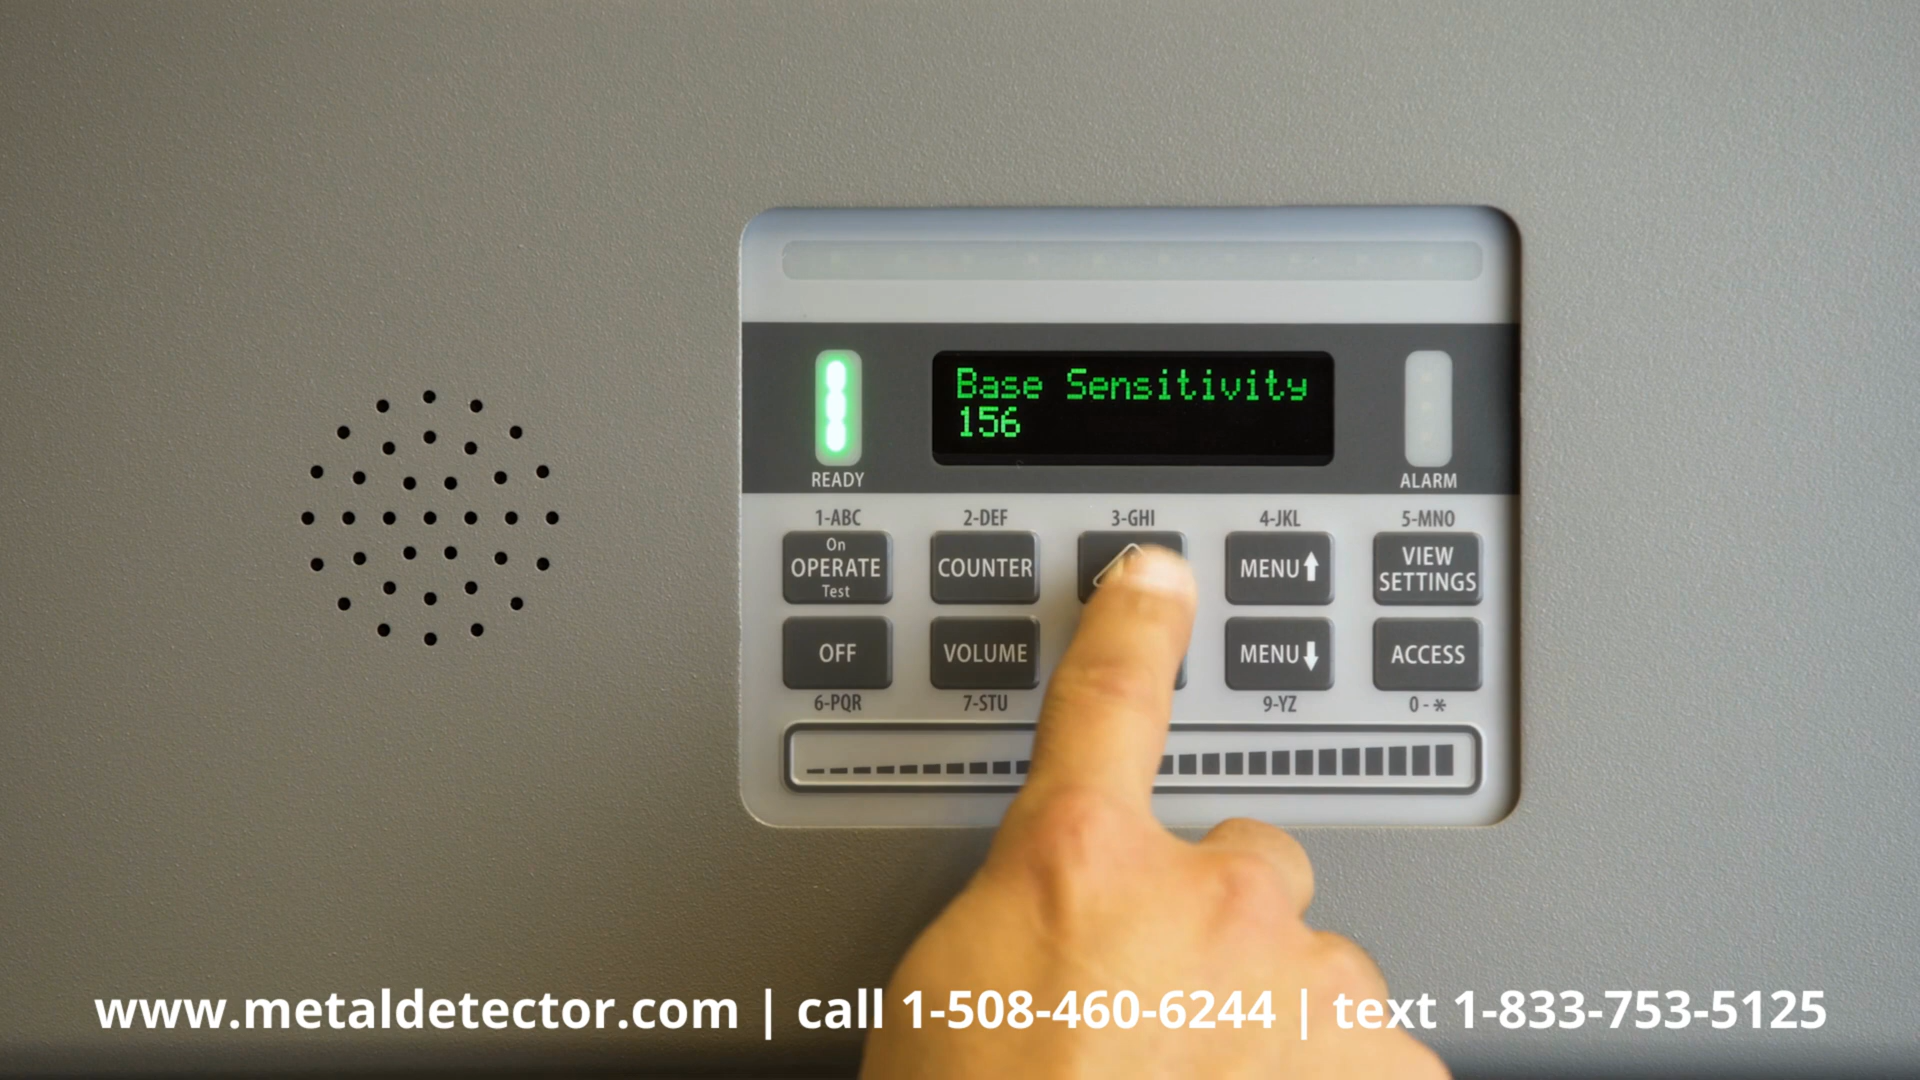 Base Sensitivity
156
READY
ALARM
1-ABC
2-DEF
3-GHI
4-JKL
5-MNO
On
OPERATE
Test
COUNTER
MENU
VIEW
SETTINGS
OFF
VOLUME
MENU
ACCESS
6-PQR
7-STU
9-YZ
0-*
www.metaldetector.com | call 1-508-460-6244 | text 1-833-753-5125